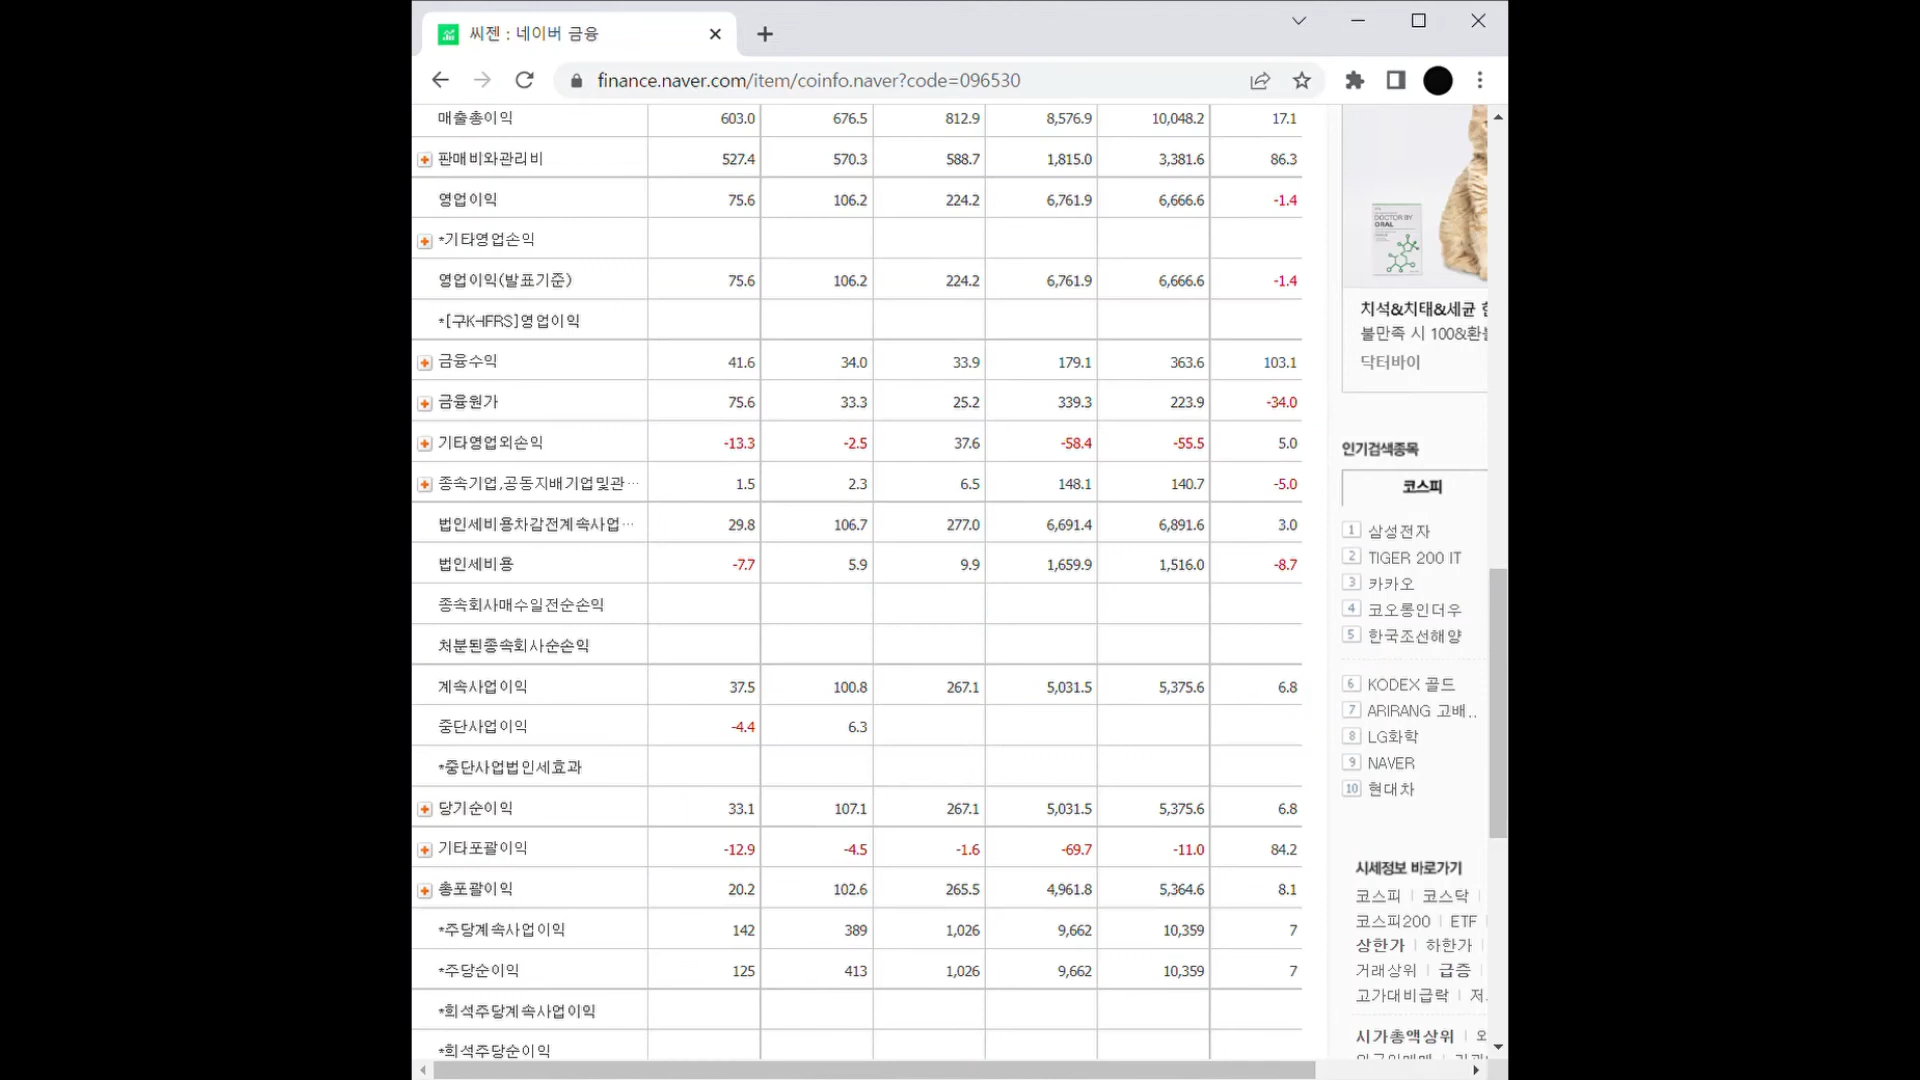 씨젠 : 네이버 금융
finance.naver.com/item/coinfo.naver?code=096530
매출총이익 603.0 676.5 812.9 8,576.9 10,048.2 17.1
판매비와관리비 527.4 570.3 588.7 1,815.0 3,381.6 86.3
영업이익 75.6 106.2 224.2 6,761.9 6,666.6 -1.4
*기타영업손익
영업이익(발표기준) 75.6 106.2 224.2 6,761.9 6,666.6 -1.4
*[구K-IFRS]영업이익
금융수익 41.6 34.0 33.9 179.1 363.6 103.1
금융원가 75.6 33.3 25.2 339.3 223.9 -34.0
기타영업외손익 -13.3 -2.5 37.6 -58.4 -55.5 5.0
종속기업,공동지배기업및관… 1.5 2.3 6.5 148.1 140.7 -5.0
법인세비용차감전계속사업… 29.8 106.7 277.0 6,691.4 6,891.6 3.0
법인세비용 -7.7 5.9 9.9 1,659.9 1,516.0 -8.7
종속회사매수일전순손익
처분된종속회사순손익
계속사업이익 37.5 100.8 267.1 5,031.5 5,375.6 6.8
중단사업이익 -4.4 6.3
*중단사업법인세효과
당기순이익 33.1 107.1 267.1 5,031.5 5,375.6 6.8
기타포괄이익 -12.9 -4.5 -1.6 -69.7 -11.0 84.2
총포괄이익 20.2 102.6 265.5 4,961.8 5,364.6 8.1
*주당계속사업이익 142 389 1,026 9,662 10,359 7
*주당순이익 125 413 1,026 9,662 10,359 7
*희석주당계속사업이익
*희석주당순이익
DOCTOR BY
ORAL
치석&치태&세균
불만족 시 100&환불
닥터바이
인기검색종목
코스피
1 삼성전자
2 TIGER 200 IT
3 카카오
4 코오롱인더우
5 한국조선해양
6 KODEX 골드
7 ARIRANG 고배..
8 LG화학
9 NAVER
10 현대차
시세정보 바로가기
코스피 | 코스닥 |
코스피200 | ETF |
상한가 | 하한가 |
거래상위 | 급증 |
고가대비급락 | 저
시가총액상위 |